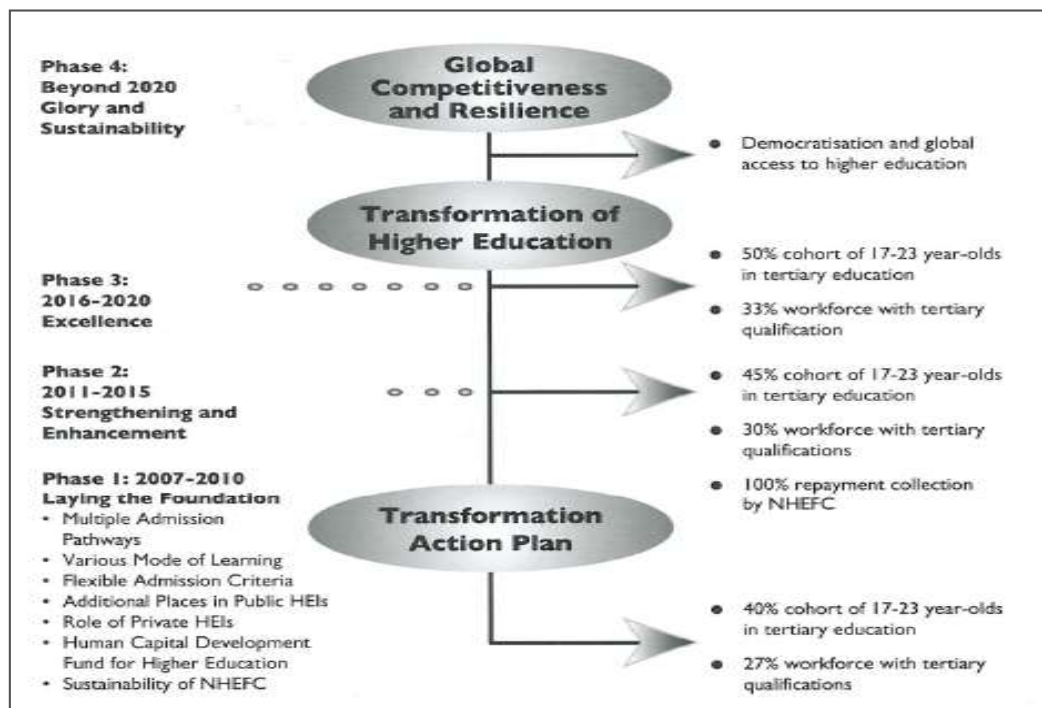 Phase 4:
Beyond 2020
Glory and
Sustainability
Global
Competitiveness
and Resilience
● Democratisation and global
access to higher education
Transformation of
Higher Education
Phase 3:
2016-2020
Excellence
● 50% cohort of 17-23 year-olds
in tertiary education
● 33% workforce with tertiary
qualification
Phase 2:
2011-2015
Strengthening and
Enhancement
● 45% cohort of 17-23 year-olds
in tertiary education
● 30% workforce with tertiary
qualifications
● 100% repayment collection
by NHEFC
Phase 1: 2007-2010
Laying the Foundation
• Multiple Admission
Pathways
• Various Mode of Learning
• Flexible Admission Criteria
• Additional Places in Public HEIs
• Role of Private HEIs
• Human Capital Development
Fund for Higher Education
• Sustainability of NHEFC
Transformation
Action Plan
● 40% cohort of 17-23 year-olds
in tertiary education
● 27% workforce with tertiary
qualifications